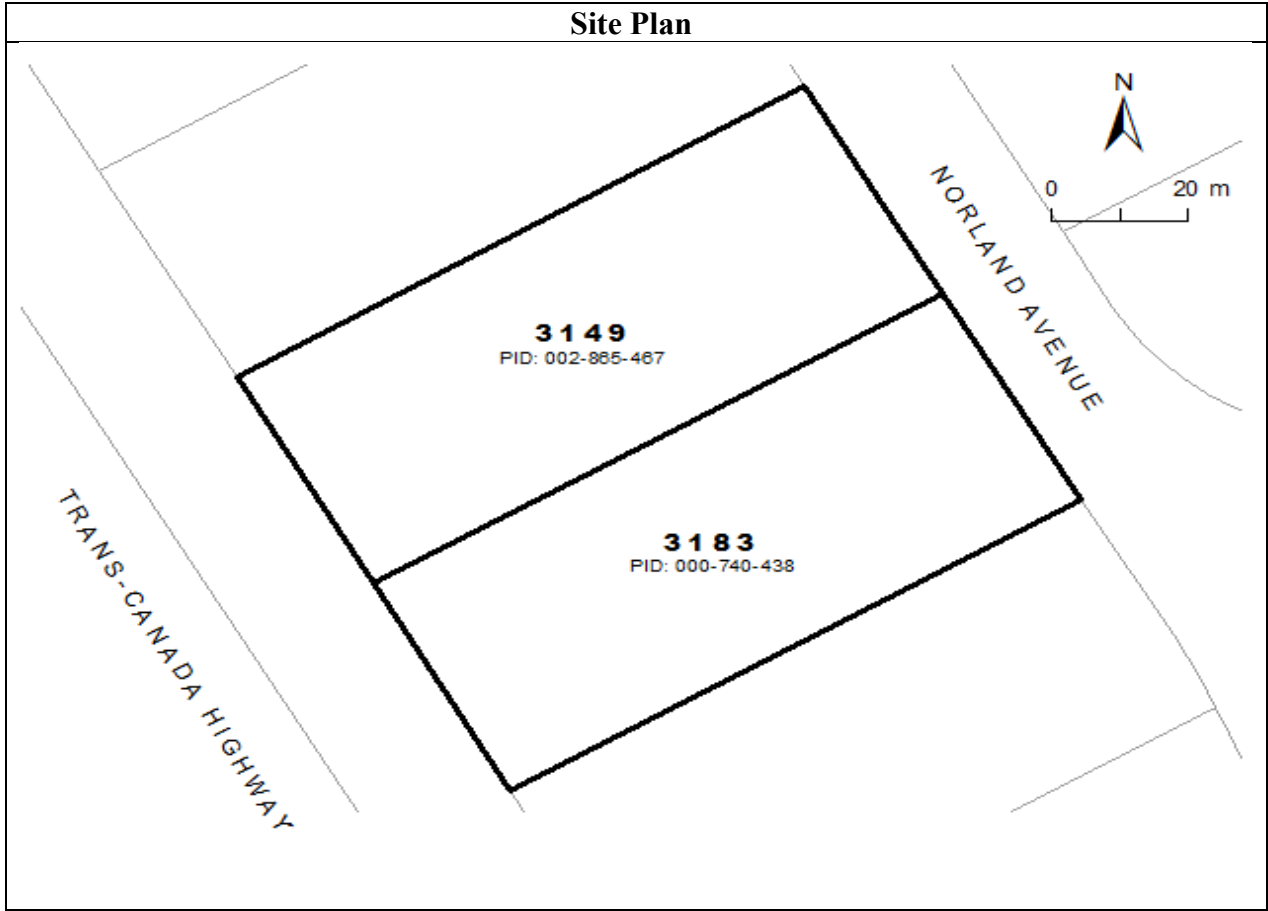 Site Plan
N
0 20 m
NORLAND AVENUE
3149
PID: 002-865-467
3183
PID: 000-740-438
TRANS-CANADA HIGHWAY